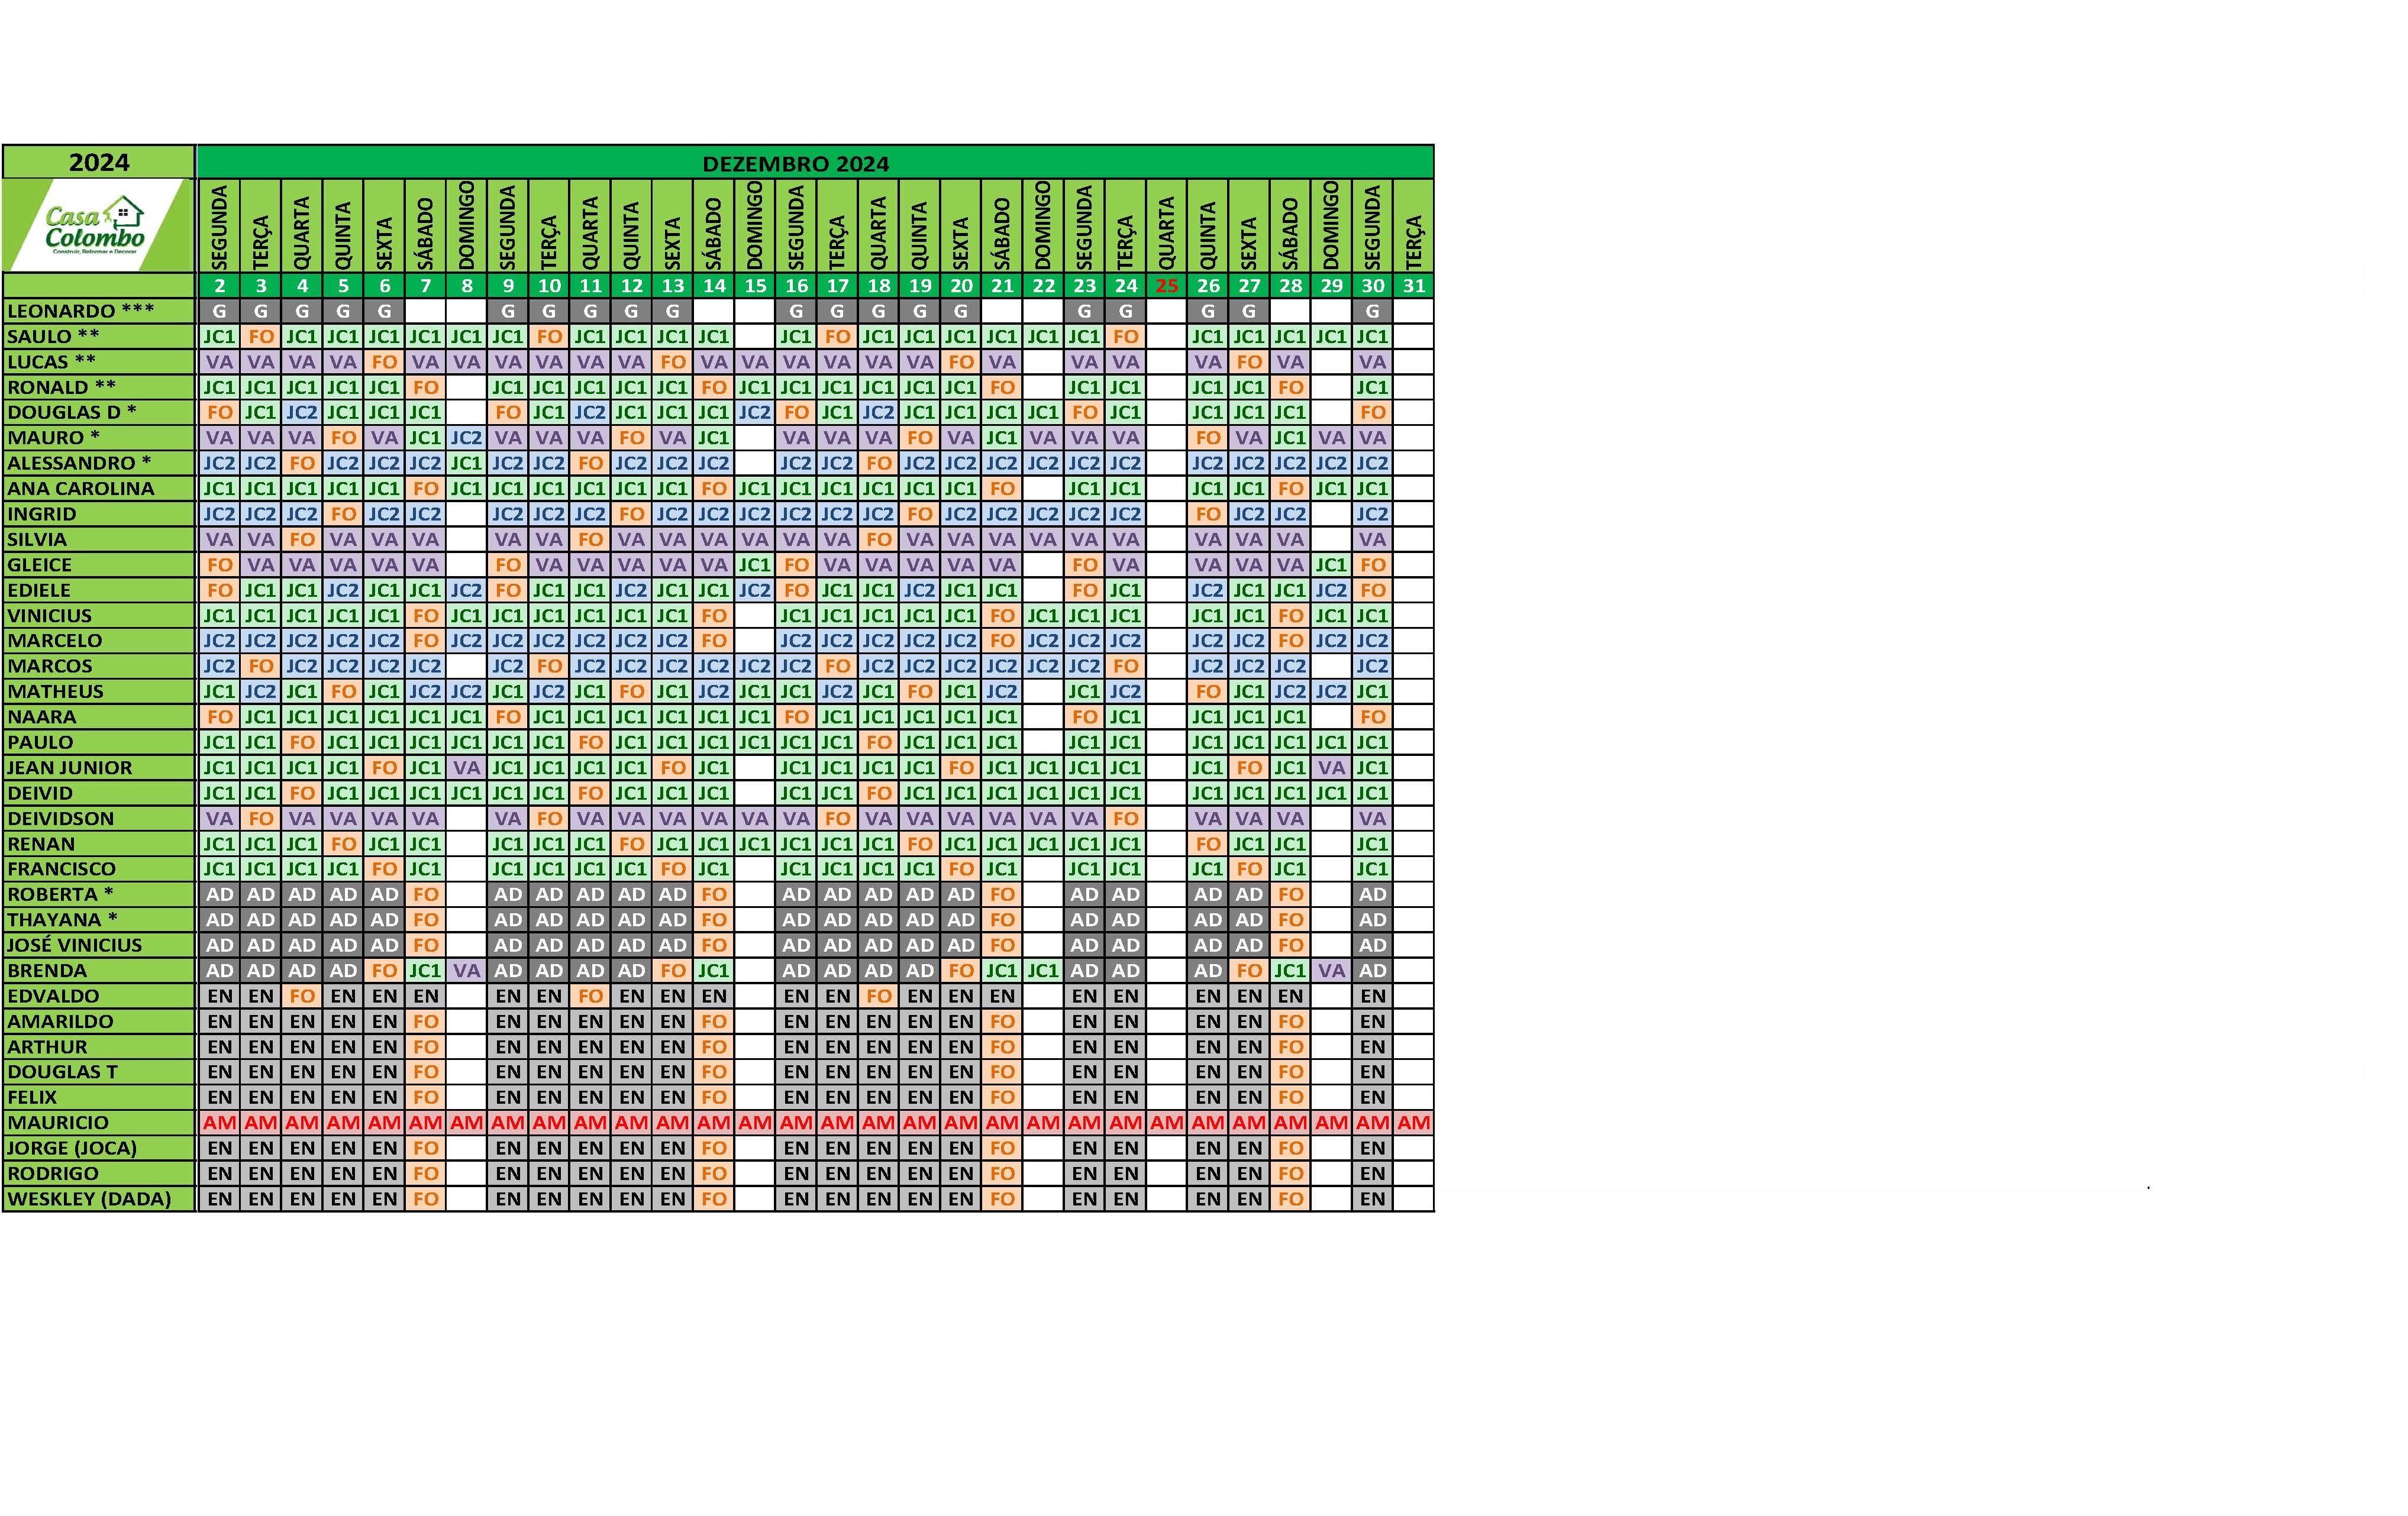 2024 DEZEMBRO 2024
Casa Colombo
Construir, Reformar e Decorar
SEGUNDA TERÇA QUARTA QUINTA SEXTA SÁBADO DOMINGO SEGUNDA TERÇA QUARTA QUINTA SEXTA SÁBADO DOMINGO SEGUNDA TERÇA QUARTA QUINTA SEXTA SÁBADO DOMINGO SEGUNDA TERÇA QUARTA QUINTA SEXTA SÁBADO DOMINGO SEGUNDA TERÇA
2 3 4 5 6 7 8 9 10 11 12 13 14 15 16 17 18 19 20 21 22 23 24 25 26 27 28 29 30 31
LEONARDO *** G G G G G G G G G G G G G G G G G G G G
SAULO ** JC1 FO JC1 JC1 JC1 JC1 JC1 JC1 FO JC1 JC1 JC1 JC1 JC1 FO JC1 JC1 JC1 JC1 JC1 JC1 FO JC1 JC1 JC1 JC1 JC1
LUCAS ** VA VA VA VA FO VA VA VA VA VA VA FO VA VA VA VA VA VA FO VA VA VA VA FO VA VA
RONALD ** JC1 JC1 JC1 JC1 JC1 FO JC1 JC1 JC1 JC1 JC1 FO JC1 JC1 JC1 JC1 JC1 JC1 FO JC1 JC1 JC1 JC1 FO JC1
DOUGLAS D * FO JC1 JC2 JC1 JC1 JC1 FO JC1 JC2 JC1 JC1 JC1 JC2 FO JC1 JC2 JC1 JC1 JC1 JC1 FO JC1 JC1 JC1 JC1 FO
MAURO * VA VA VA FO VA JC1 JC2 VA VA VA FO VA JC1 VA VA VA FO VA JC1 VA VA VA FO VA JC1 VA VA
ALESSANDRO * JC2 JC2 FO JC2 JC2 JC2 JC1 JC2 JC2 FO JC2 JC2 JC2 JC2 JC2 FO JC2 JC2 JC2 JC2 JC2 JC2 JC2 JC2 JC2 JC2 JC2
ANA CAROLINA JC1 JC1 JC1 JC1 JC1 FO JC1 JC1 JC1 JC1 JC1 JC1 FO JC1 JC1 JC1 JC1 JC1 JC1 FO JC1 JC1 JC1 JC1 FO JC1 JC1
INGRID JC2 JC2 JC2 FO JC2 JC2 JC2 JC2 JC2 FO JC2 JC2 JC2 JC2 JC2 JC2 FO JC2 JC2 JC2 JC2 JC2 FO JC2 JC2 JC2
SILVIA VA VA FO VA VA VA VA VA FO VA VA VA VA VA VA FO VA VA VA VA VA VA VA VA VA VA
GLEICE FO VA VA VA VA VA FO VA VA VA VA VA JC1 FO VA VA VA VA VA FO VA VA VA VA JC1 FO
EDIELE FO JC1 JC1 JC2 JC1 JC1 JC2 FO JC1 JC1 JC2 JC1 JC1 JC2 FO JC1 JC1 JC2 JC1 JC1 FO JC1 JC2 JC1 JC1 JC2 FO
VINICIUS JC1 JC1 JC1 JC1 JC1 FO JC1 JC1 JC1 JC1 JC1 JC1 FO JC1 JC1 JC1 JC1 JC1 FO JC1 JC1 JC1 JC1 JC1 FO JC1 JC1
MARCELO JC2 JC2 JC2 JC2 JC2 FO JC2 JC2 JC2 JC2 JC2 JC2 FO JC2 JC2 JC2 JC2 JC2 FO JC2 JC2 JC2 JC2 JC2 FO JC2 JC2
MARCOS JC2 FO JC2 JC2 JC2 JC2 JC2 FO JC2 JC2 JC2 JC2 JC2 JC2 FO JC2 JC2 JC2 JC2 JC2 JC2 FO JC2 JC2 JC2 JC2
MATHEUS JC1 JC2 JC1 FO JC1 JC2 JC2 JC1 JC2 JC1 FO JC1 JC2 JC1 JC1 JC2 JC1 FO JC1 JC2 JC1 JC2 FO JC1 JC2 JC2 JC1
NAARA FO JC1 JC1 JC1 JC1 JC1 JC1 FO JC1 JC1 JC1 JC1 JC1 JC1 FO JC1 JC1 JC1 JC1 JC1 FO JC1 JC1 JC1 JC1 FO
PAULO JC1 JC1 FO JC1 JC1 JC1 JC1 JC1 JC1 FO JC1 JC1 JC1 JC1 JC1 JC1 FO JC1 JC1 JC1 JC1 JC1 JC1 JC1 JC1 JC1 JC1
JEAN JUNIOR JC1 JC1 JC1 JC1 FO JC1 VA JC1 JC1 JC1 JC1 FO JC1 JC1 JC1 JC1 JC1 FO JC1 JC1 JC1 JC1 JC1 FO JC1 VA JC1
DEIVID JC1 JC1 FO JC1 JC1 JC1 JC1 JC1 JC1 FO JC1 JC1 JC1 JC1 JC1 FO JC1 JC1 JC1 JC1 JC1 JC1 JC1 JC1 JC1 JC1 JC1
DEIVIDSON VA FO VA VA VA VA VA FO VA VA VA VA VA VA FO VA VA VA VA VA VA FO VA VA VA VA
RENAN JC1 JC1 JC1 FO JC1 JC1 JC1 JC1 JC1 FO JC1 JC1 JC1 JC1 JC1 JC1 FO JC1 JC1 JC1 JC1 JC1 FO JC1 JC1 JC1
FRANCISCO JC1 JC1 JC1 JC1 FO JC1 JC1 JC1 JC1 JC1 FO JC1 JC1 JC1 JC1 JC1 FO JC1 JC1 JC1 JC1 FO JC1 JC1
ROBERTA * AD AD AD AD AD FO AD AD AD AD AD FO AD AD AD AD AD FO AD AD AD AD FO AD
THAYANA * AD AD AD AD AD FO AD AD AD AD AD FO AD AD AD AD AD FO AD AD AD AD FO AD
JOSÉ VINICIUS AD AD AD AD AD FO AD AD AD AD AD FO AD AD AD AD AD FO AD AD AD AD FO AD
BRENDA AD AD AD AD FO JC1 VA AD AD AD AD FO JC1 AD AD AD AD FO JC1 JC1 AD AD AD FO JC1 VA AD
EDVALDO EN EN FO EN EN EN EN EN FO EN EN EN EN EN FO EN EN EN EN EN EN EN EN EN
AMARILDO EN EN EN EN EN FO EN EN EN EN EN FO EN EN EN EN EN FO EN EN EN EN FO EN
ARTHUR EN EN EN EN EN FO EN EN EN EN EN FO EN EN EN EN EN FO EN EN EN EN FO EN
DOUGLAS T EN EN EN EN EN FO EN EN EN EN EN FO EN EN EN EN EN FO EN EN EN EN FO EN
FELIX EN EN EN EN EN FO EN EN EN EN EN FO EN EN EN EN EN FO EN EN EN EN FO EN
MAURICIO AM AM AM AM AM AM AM AM AM AM AM AM AM AM AM AM AM AM AM AM AM AM AM AM AM AM AM AM AM AM
JORGE (JOCA) EN EN EN EN EN FO EN EN EN EN EN FO EN EN EN EN EN FO EN EN EN EN FO EN
RODRIGO EN EN EN EN EN FO EN EN EN EN EN FO EN EN EN EN EN FO EN EN EN EN FO EN
WESKLEY (DADA) EN EN EN EN EN FO EN EN EN EN EN FO EN EN EN EN EN FO EN EN EN EN FO EN